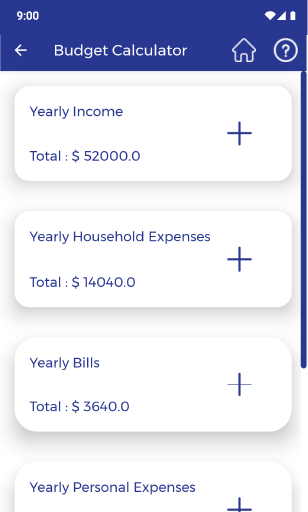 9:00
Budget Calculator
Yearly Income
Total : $ 52000.0
Yearly Household Expenses
Total : $ 14040.0
Yearly Bills
Total : $ 3640.0
Yearly Personal Expenses